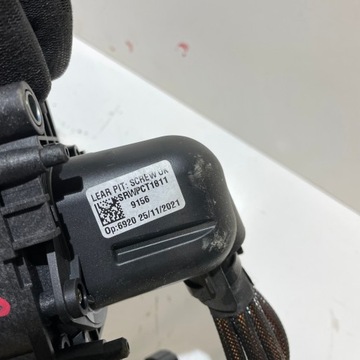 LEAR PIT: SCREW OK
SRWPCT1811
9156
Op:6920 25/11/2021